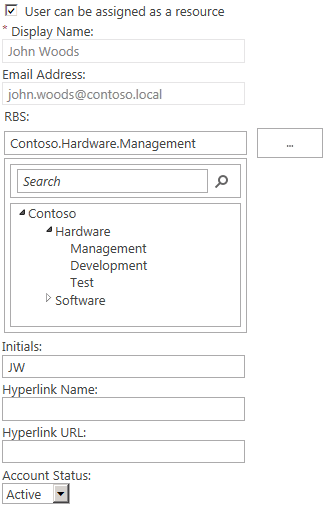 User can be assigned as a resource
* Display Name:
John Woods
Email Address:
john.woods@contoso.local
RBS:
Contoso.Hardware.Management
...
Search
Contoso
Hardware
Management
Development
Test
Software
Initials:
JW
Hyperlink Name:
Hyperlink URL:
Account Status:
Active